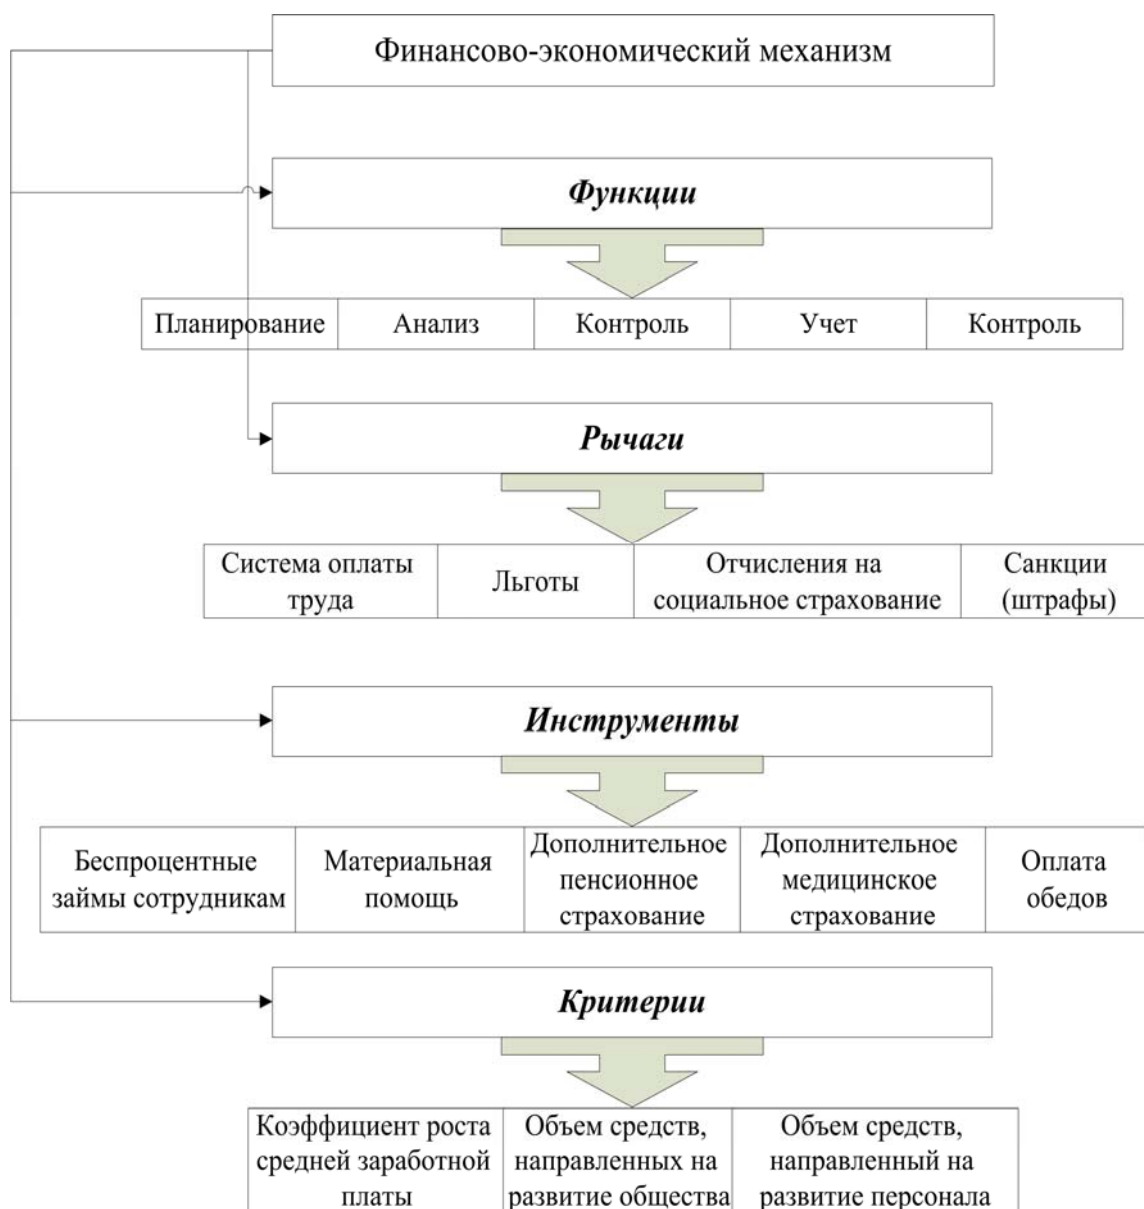 Финансово-экономический механизм
Функции
Планирование Анализ Контроль Учет Контроль
Рычаги
Система оплаты труда
Льготы
Отчисления на социальное страхование
Санкции (штрафы)
Инструменты
Беспроцентные займы сотрудникам
Материальная помощь
Дополнительное пенсионное страхование
Дополнительное медицинское страхование
Оплата обедов
Критерии
Коэффициент роста средней заработной платы
Объем средств, направленных на развитие общества
Объем средств, направленный на развитие персонала